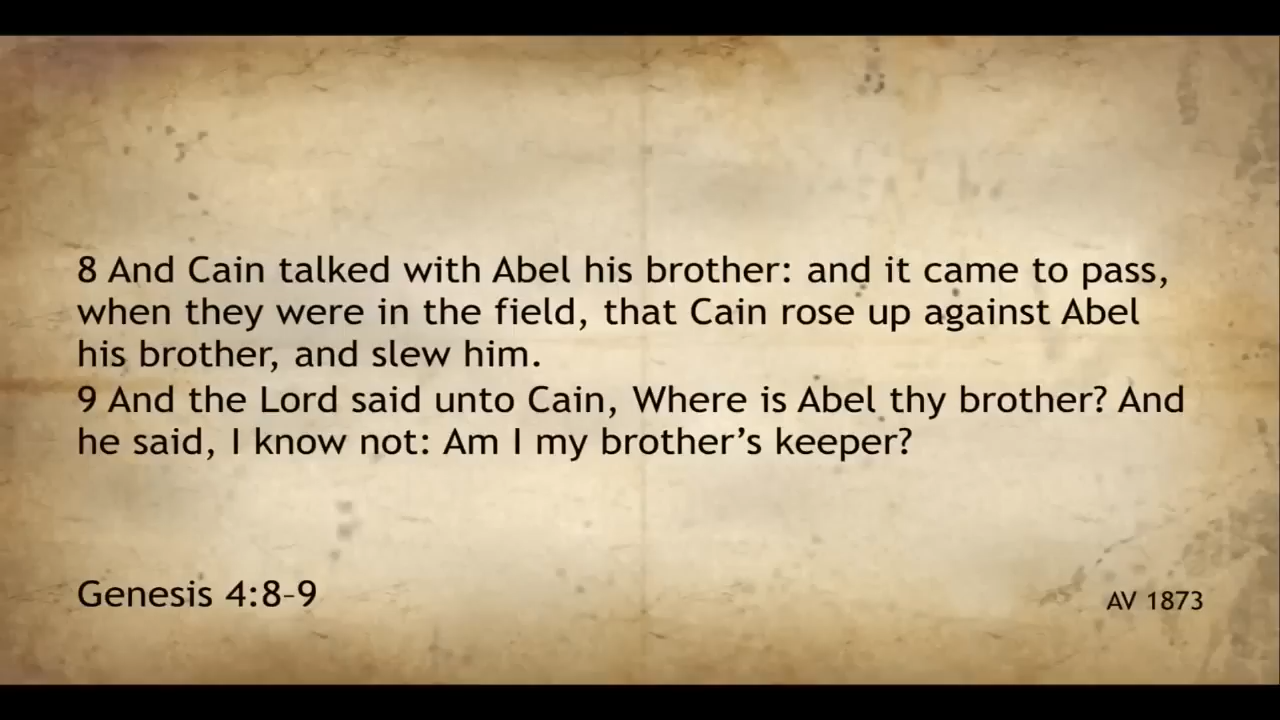 8 And Cain talked with Abel his brother: and it came to pass,
when they were in the field, that Cain rose up against Abel
his brother, and slew him.
9 And the Lord said unto Cain, Where is Abel thy brother? And
he said, I know not: Am I my brother’s keeper?
Genesis 4:8–9
AV 1873